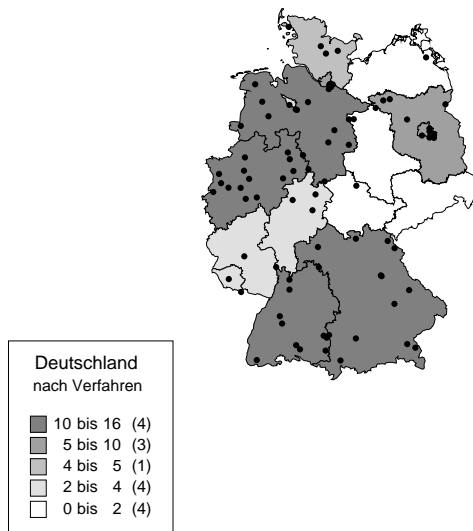 Deutschland
nach Verfahren
10 bis 16 (4)
5 bis 10 (3)
4 bis 5 (1)
2 bis 4 (4)
0 bis 2 (4)